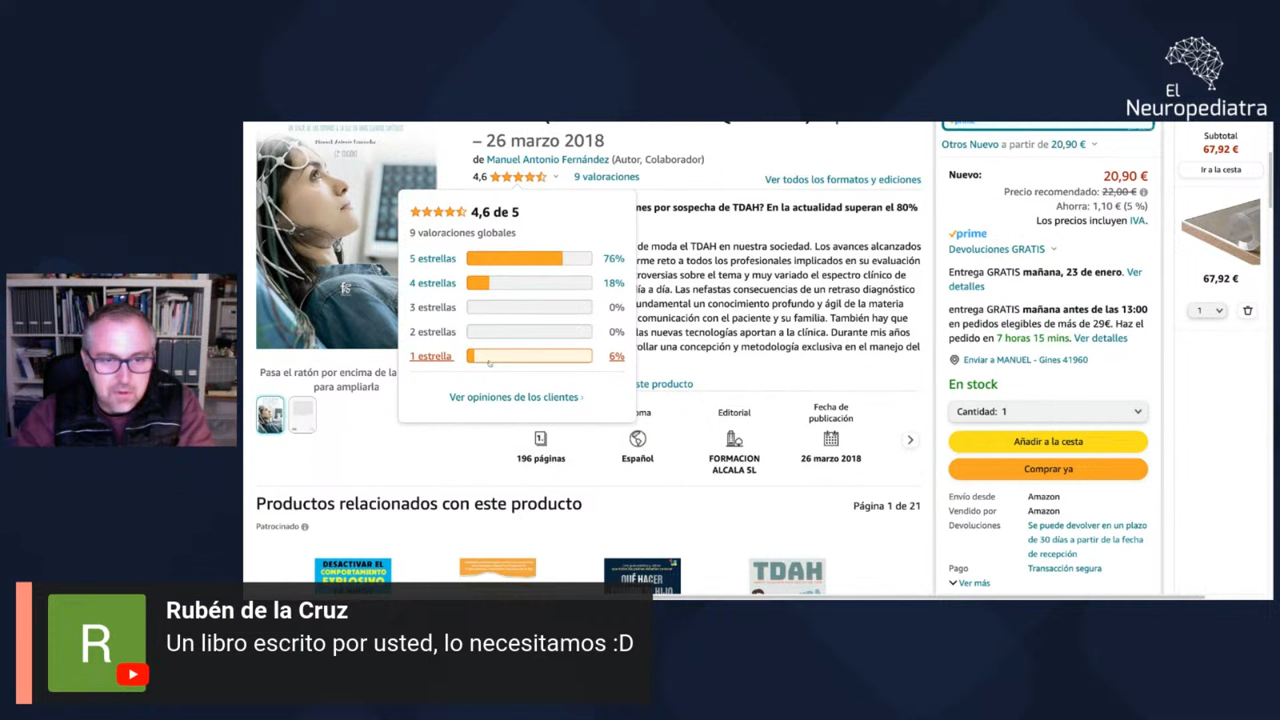 El
Neuropediatra
– 26 marzo 2018
de Manuel Antonio Fernández (Autor, Colaborador)
4,6
9 valoraciones
Ver todos los formatos y ediciones
4,6 de 5
9 valoraciones globales
5 estrellas 76%
4 estrellas 18%
3 estrellas 0%
2 estrellas 0%
1 estrella 6%
Ver opiniones de los clientes ›
nes por sospecha de TDAH? En la actualidad superan el 80%
de moda el TDAH en nuestra sociedad. Los avances alcanzados
rme reto a todos los profesionales implicados en su evaluación
roversias sobre el tema y muy variado el espectro clínico de
ía a día. Las nefastas consecuencias de un retraso diagnóstico
undamental un conocimiento profundo y ágil de la materia
comunicación con el paciente y su familia. También hay que
las nuevas tecnologías aportan a la clínica. Durante mis años
ollar una concepción y metodología exclusiva en el manejo del
ste producto
Pasa el ratón por encima de la
para ampliarla
196 páginas
oma
Español
Editorial
FORMACION
ALCALA SL
Fecha de
publicación
26 marzo 2018
Productos relacionados con este producto
Página 1 de 21
Patrocinado
DESACTIVAR EL
COMPORTAMIENTO
EXPLOSIVO
QUÉ HACER
TDAH
prime
Otros Nuevo a partir de 20,90 €
Nuevo: 20,90 €
Precio recomendado: 22,00 €
Ahorra: 1,10 € (5 %)
Los precios incluyen IVA.
prime
Devoluciones GRATIS
Entrega GRATIS mañana, 23 de enero. Ver
detalles
entrega GRATIS mañana antes de las 13:00
en pedidos elegibles de más de 29€. Haz el
pedido en 7 horas 15 mins. Ver detalles
Enviar a MANUEL - Gines 41960
En stock
Cantidad: 1
Añadir a la cesta
Comprar ya
Envío desde Amazon
Vendido por Amazon
Devoluciones Se puede devolver en un plazo
de 30 días a partir de la fecha
de recepción
Pago Transacción segura
Ver más
Subtotal
67,92 €
Ir a la cesta
67,92 €
1
R
Rubén de la Cruz
Un libro escrito por usted, lo necesitamos :D